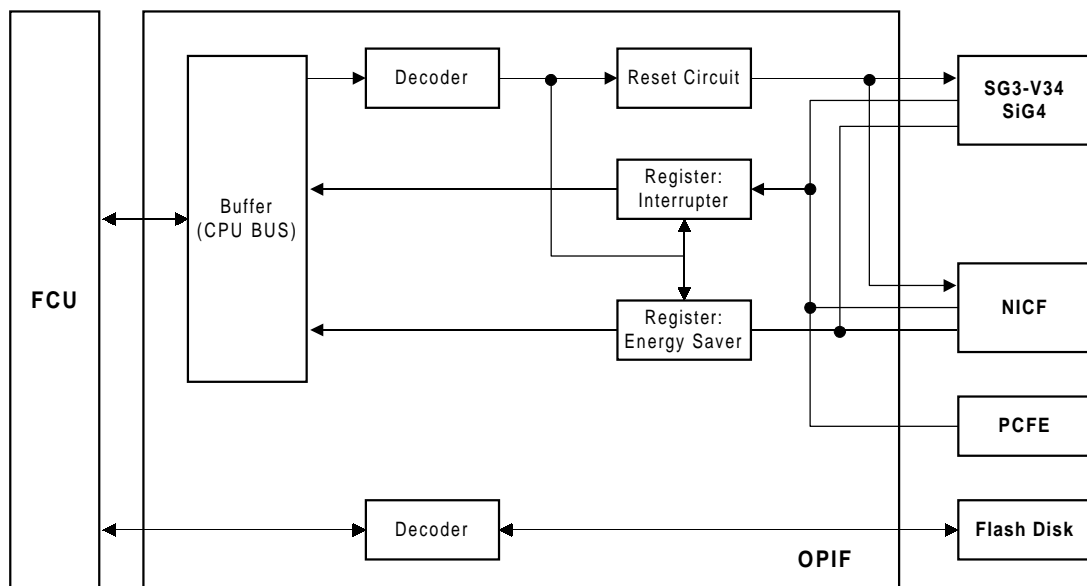 FCU
Buffer
(CPU BUS)
Decoder
Reset Circuit
Register:
Interrupter
Register:
Energy Saver
Decoder
OPIF
SG3-V34
SiG4
NICF
PCFE
Flash Disk